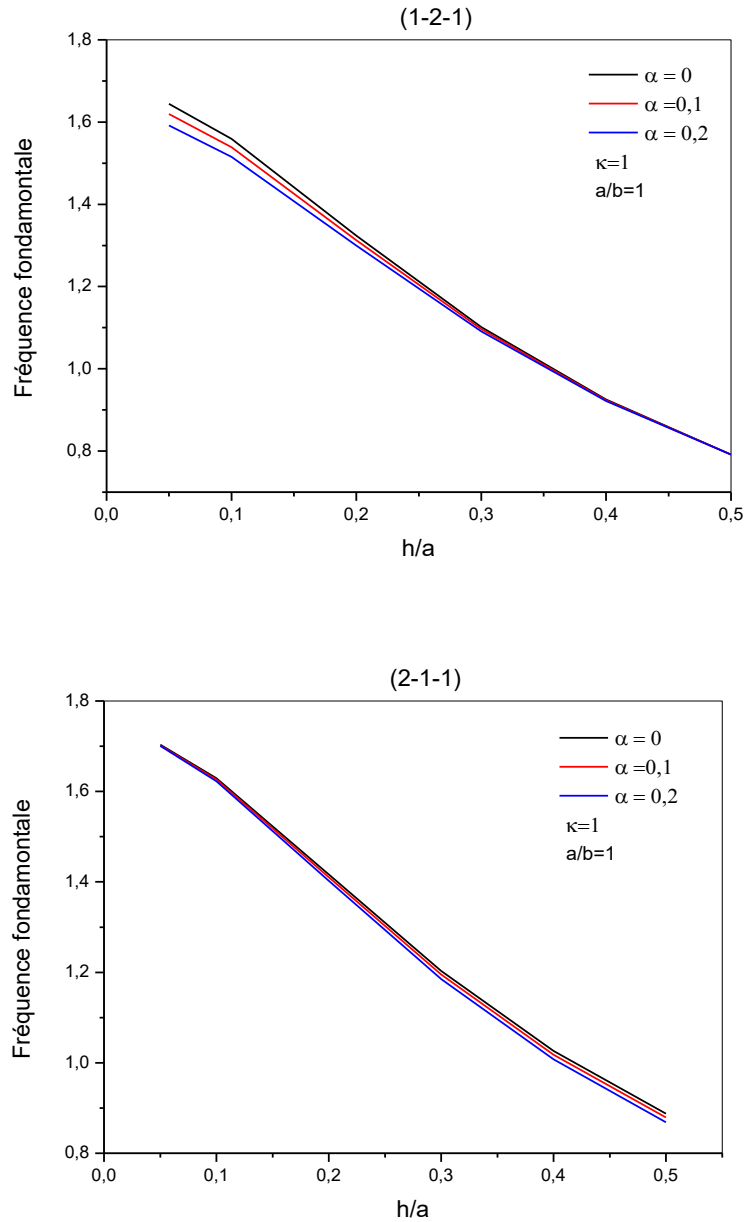 (1-2-1)
1,8
1,6
1,4
1,2
1,0
0,8
Fréquence fondamontale
α = 0
α =0,1
α = 0,2
κ=1
a/b=1
0,0 0,1 0,2 0,3 0,4 0,5
h/a
(2-1-1)
1,8
1,6
1,4
1,2
1,0
0,8
Fréquence fondamontale
α = 0
α =0,1
α = 0,2
κ=1
a/b=1
0,0 0,1 0,2 0,3 0,4 0,5
h/a